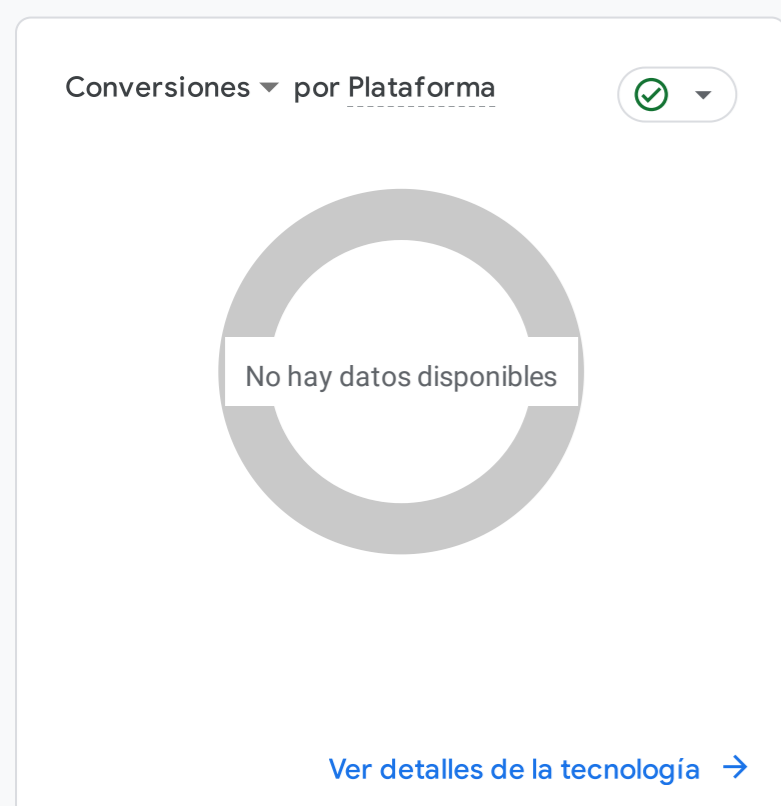 Conversiones por Plataforma
No hay datos disponibles
Ver detalles de la tecnología